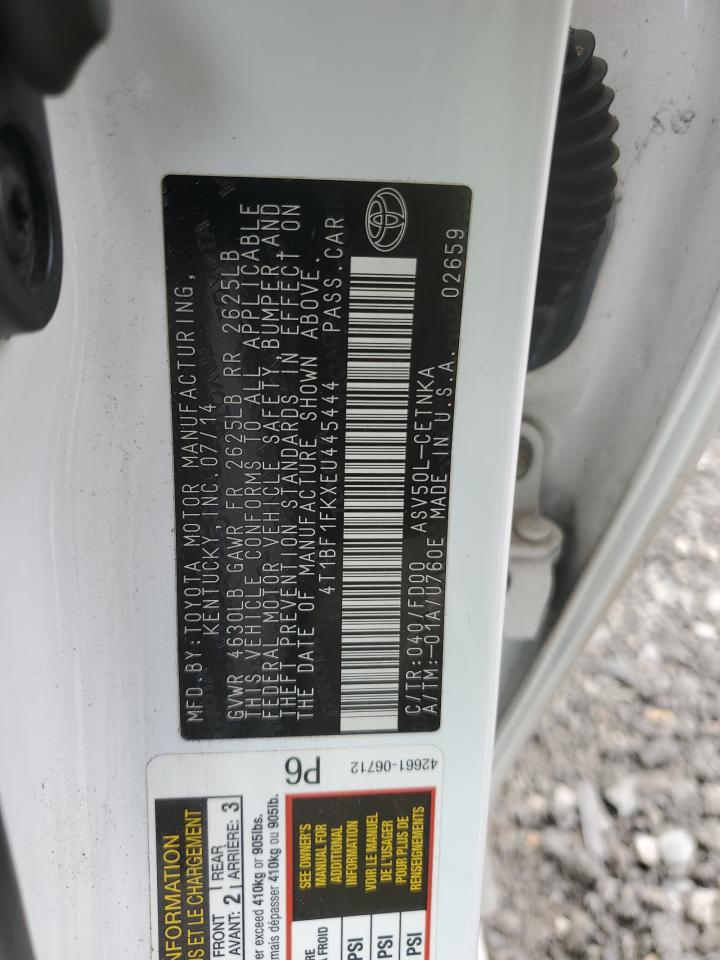 MFD.BY:TOYOTA MOTOR MANUFACTURING,
KENTUCKY,INC.07/14
GVWR 4630LB GAWR FR 2625LB RR 2625LB
THIS VEHICLE CONFORMS TO ALL APPLICABLE
FEDERAL MOTOR VEHICLE SAFETY,BUMPER,AND
THEFT PREVENTION STANDARDS IN EFFECT ON
THE DATE OF MANUFACTURE SHOWN ABOVE.
4T1BF1FKXEU445444 PASS.CAR
C/TR:040/FD00 ASV50L-CETNKA 02659
A/TM:-01A/U760E MADE IN U.S.A.
P6
42661-06712
INFORMATION
ET LE CHARGEMENT
FRONT
AVANT: 2
REAR
ARRIÈRE: 3
exceed 410kg or 905lbs.
mais dépasser 410kg ou 905lb.
SEE OWNER'S
MANUAL FOR
ADDITIONAL
INFORMATION
VOIR LE MANUEL
DE L'USAGER
POUR PLUS DE
RENSEIGNEMENTS
FROID
PSI
PSI
PSI